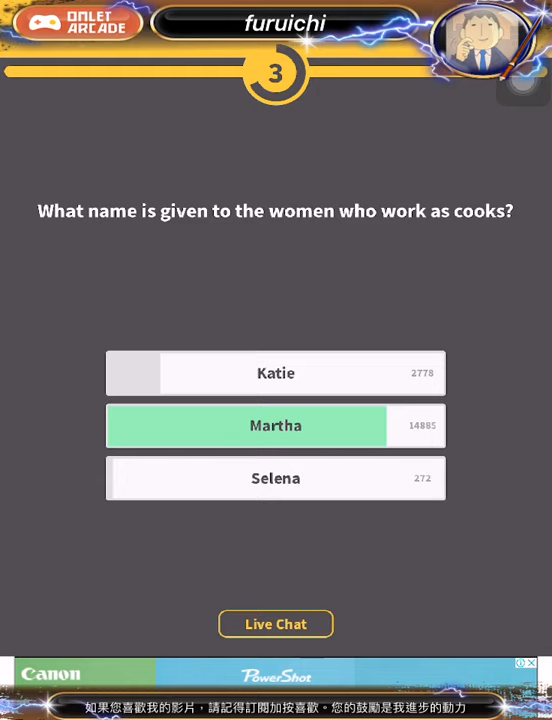 OMLET
ARCADE
furuichi
3
What name is given to the women who work as cooks?
Katie
2778
Martha
14885
Selena
272
Live Chat
Canon
PowerShot
如果您喜歡我的影片，請記得訂閱加按喜歡。您的鼓勵是我進步的動力